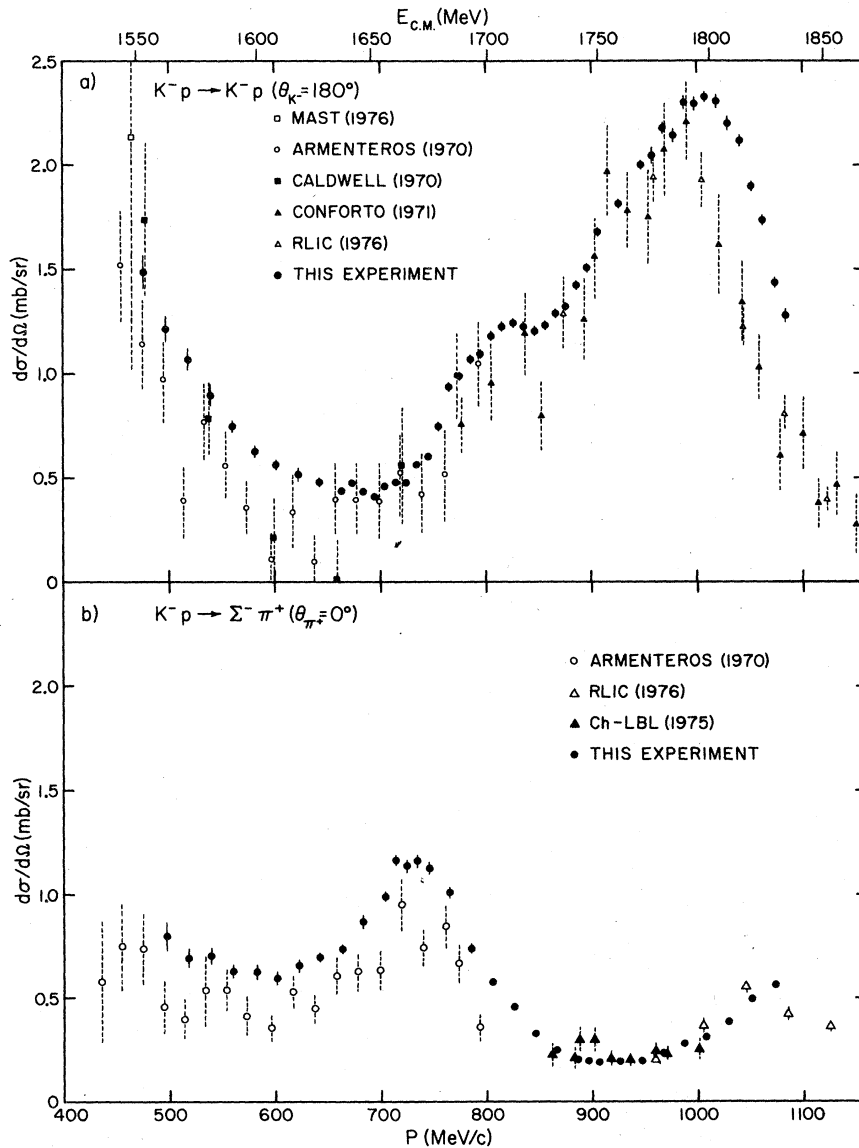 E_C.M.(MeV)
1550 1600 1650 1700 1750 1800 1850
a) K⁻p → K⁻p (θ_K⁻ = 180°)
□ MAST (1976)
○ ARMENTEROS (1970)
■ CALDWELL (1970)
▲ CONFORTO (1971)
△ RLIC (1976)
● THIS EXPERIMENT
2.5
2.0
1.5
1.0
0.5
0
dσ/dΩ(mb/sr)
b) K⁻p → Σ⁻π⁺ (θ_π⁺=0°)
○ ARMENTEROS (1970)
△ RLIC (1976)
▲ Ch-LBL (1975)
● THIS EXPERIMENT
2.0
1.5
1.0
0.5
0
dσ/dΩ(mb/sr)
400 500 600 700 800 900 1000 1100
P (MeV/c)